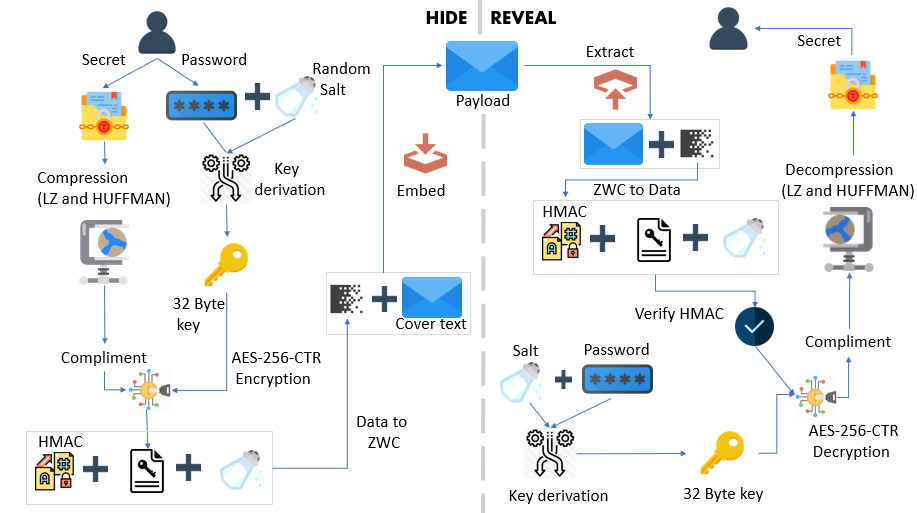 HIDE
REVEAL
Secret
Password
Random
Salt
Compression
(LZ and HUFFMAN)
Key
derivation
32 Byte
key
Compliment
AES-256-CTR
Encryption
HMAC
Data to
ZWC
Cover text
Embed
Payload
Extract
ZWC to Data
HMAC
Verify HMAC
Salt
Password
Key derivation
32 Byte key
AES-256-CTR
Decryption
Compliment
Decompression
(LZ and HUFFMAN)
Secret